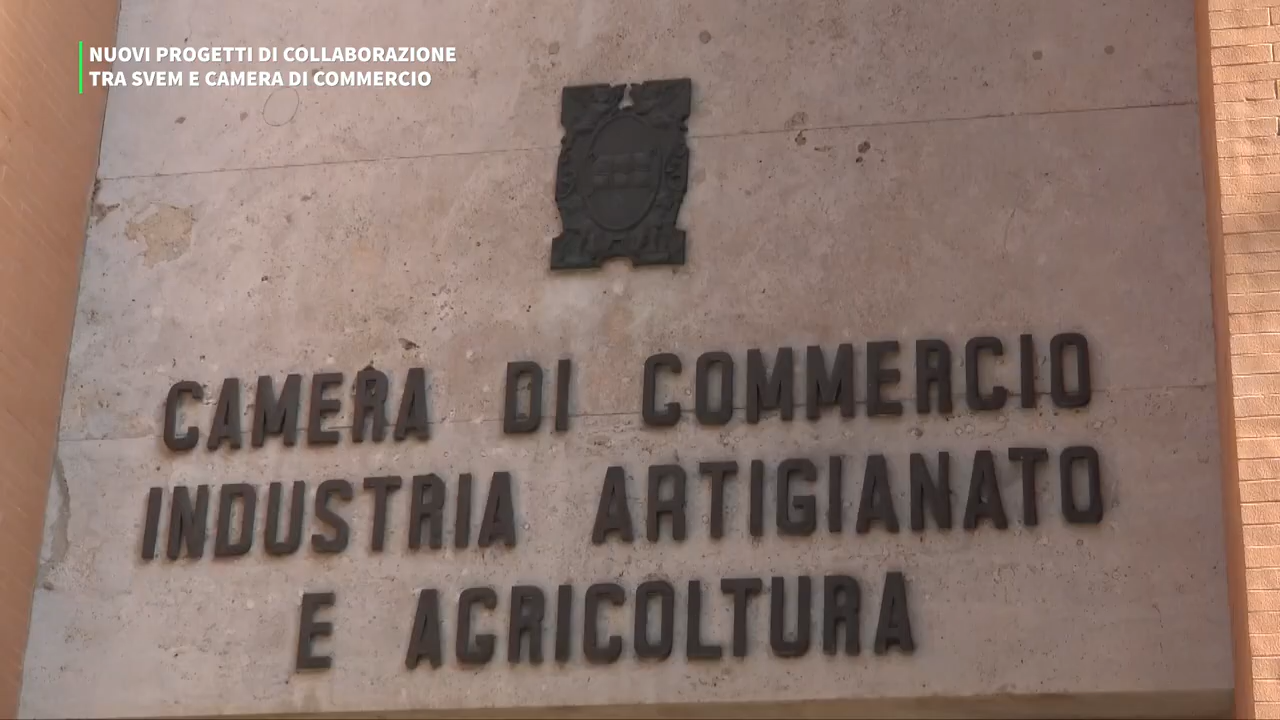 NUOVI PROGETTI DI COLLABORAZIONE
TRA SVEM E CAMERA DI COMMERCIO
CAMERA DI COMMERCIO
INDUSTRIA ARTIGIANATO
E AGRICOLTURA